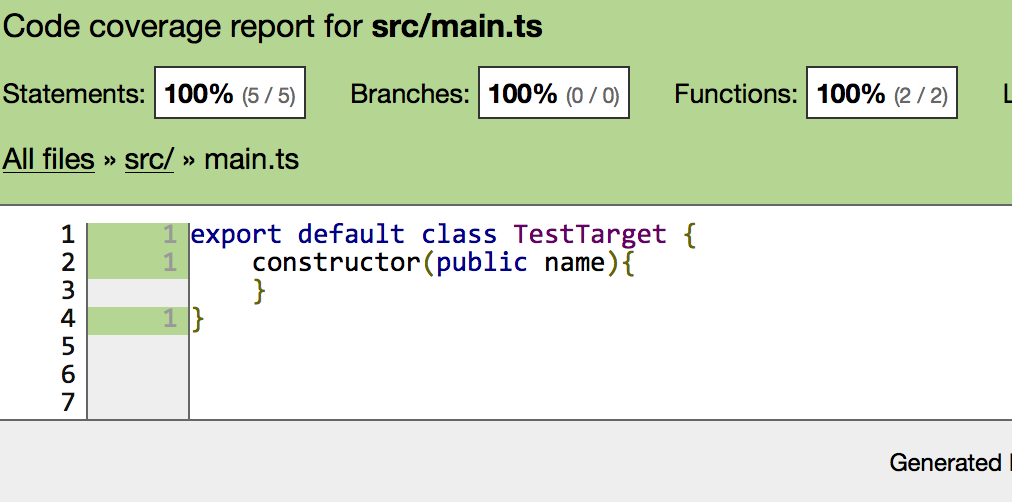 Code coverage report for src/main.ts
Statements: 100% (5 / 5) Branches: 100% (0 / 0) Functions: 100% (2 / 2)
All files » src/ » main.ts
1 1 export default class TestTarget {
2 1 constructor(public name){
3 }
4 1 }
5
6
7
Generated